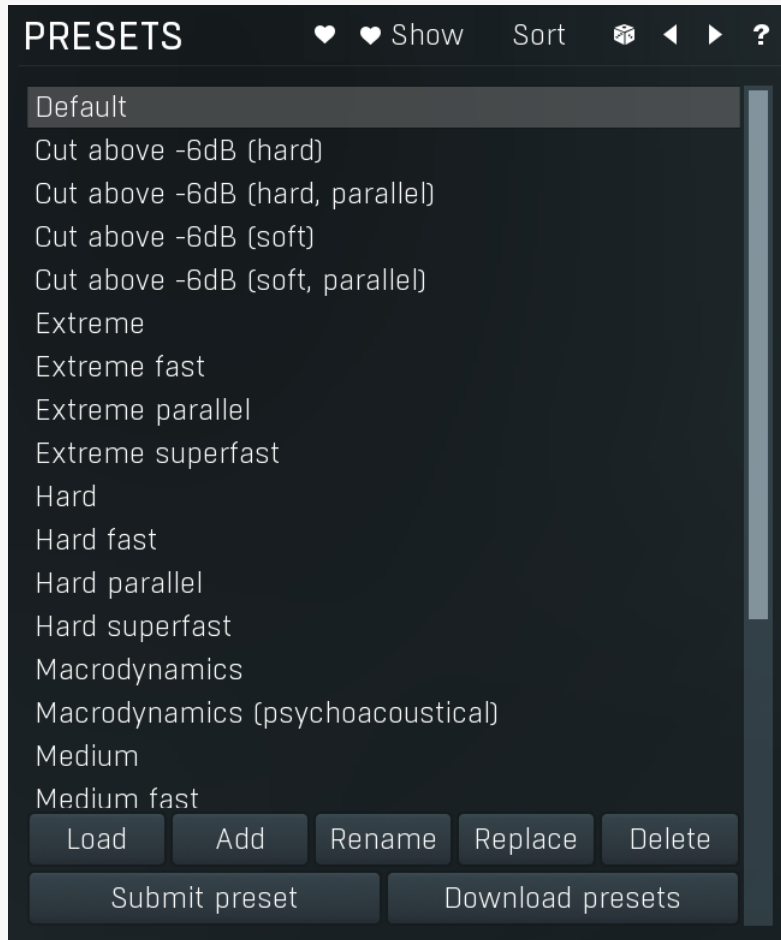 PRESETS Show Sort ?
Default
Cut above -6dB (hard)
Cut above -6dB (hard, parallel)
Cut above -6dB (soft)
Cut above -6dB (soft, parallel)
Extreme
Extreme fast
Extreme parallel
Extreme superfast
Hard
Hard fast
Hard parallel
Hard superfast
Macrodynamics
Macrodynamics (psychoacoustical)
Medium
Medium fast
Load Add Rename Replace Delete
Submit preset Download presets